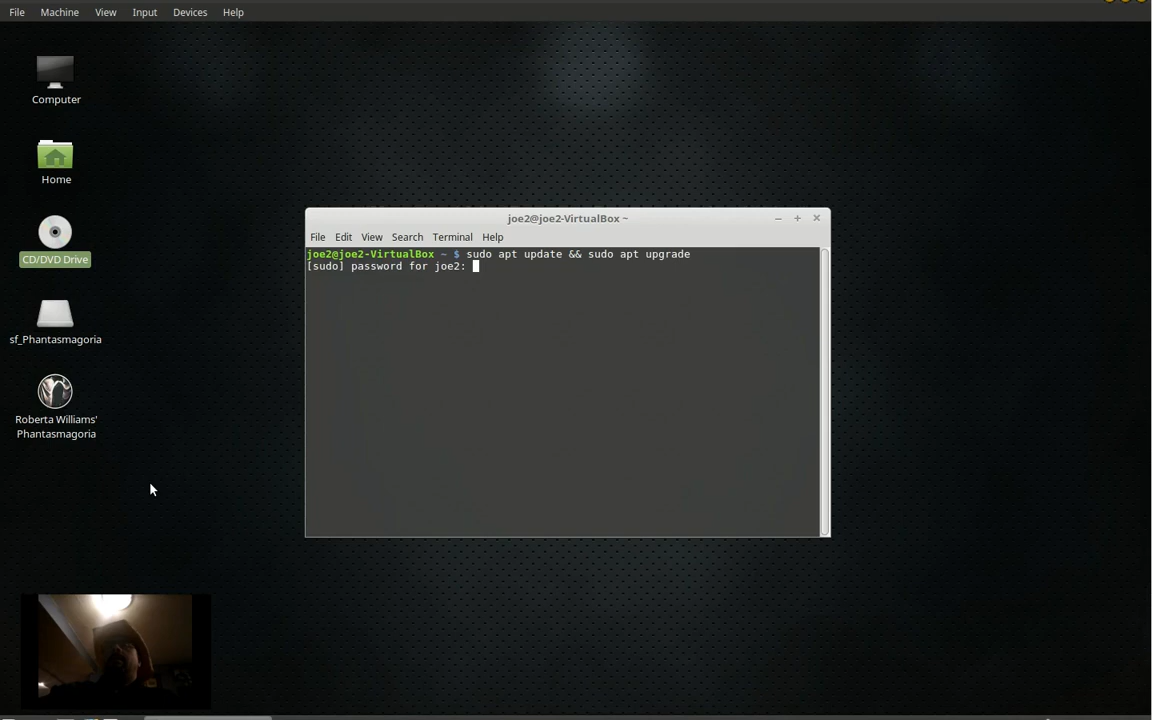 File Machine View Input Devices Help
Computer
Home
CD/DVD Drive
sf_Phantasmagoria
Roberta Williams'
Phantasmagoria
joe2@joe2-VirtualBox ~
File Edit View Search Terminal Help
joe2@joe2-VirtualBox ~ $ sudo apt update && sudo apt upgrade
[sudo] password for joe2: